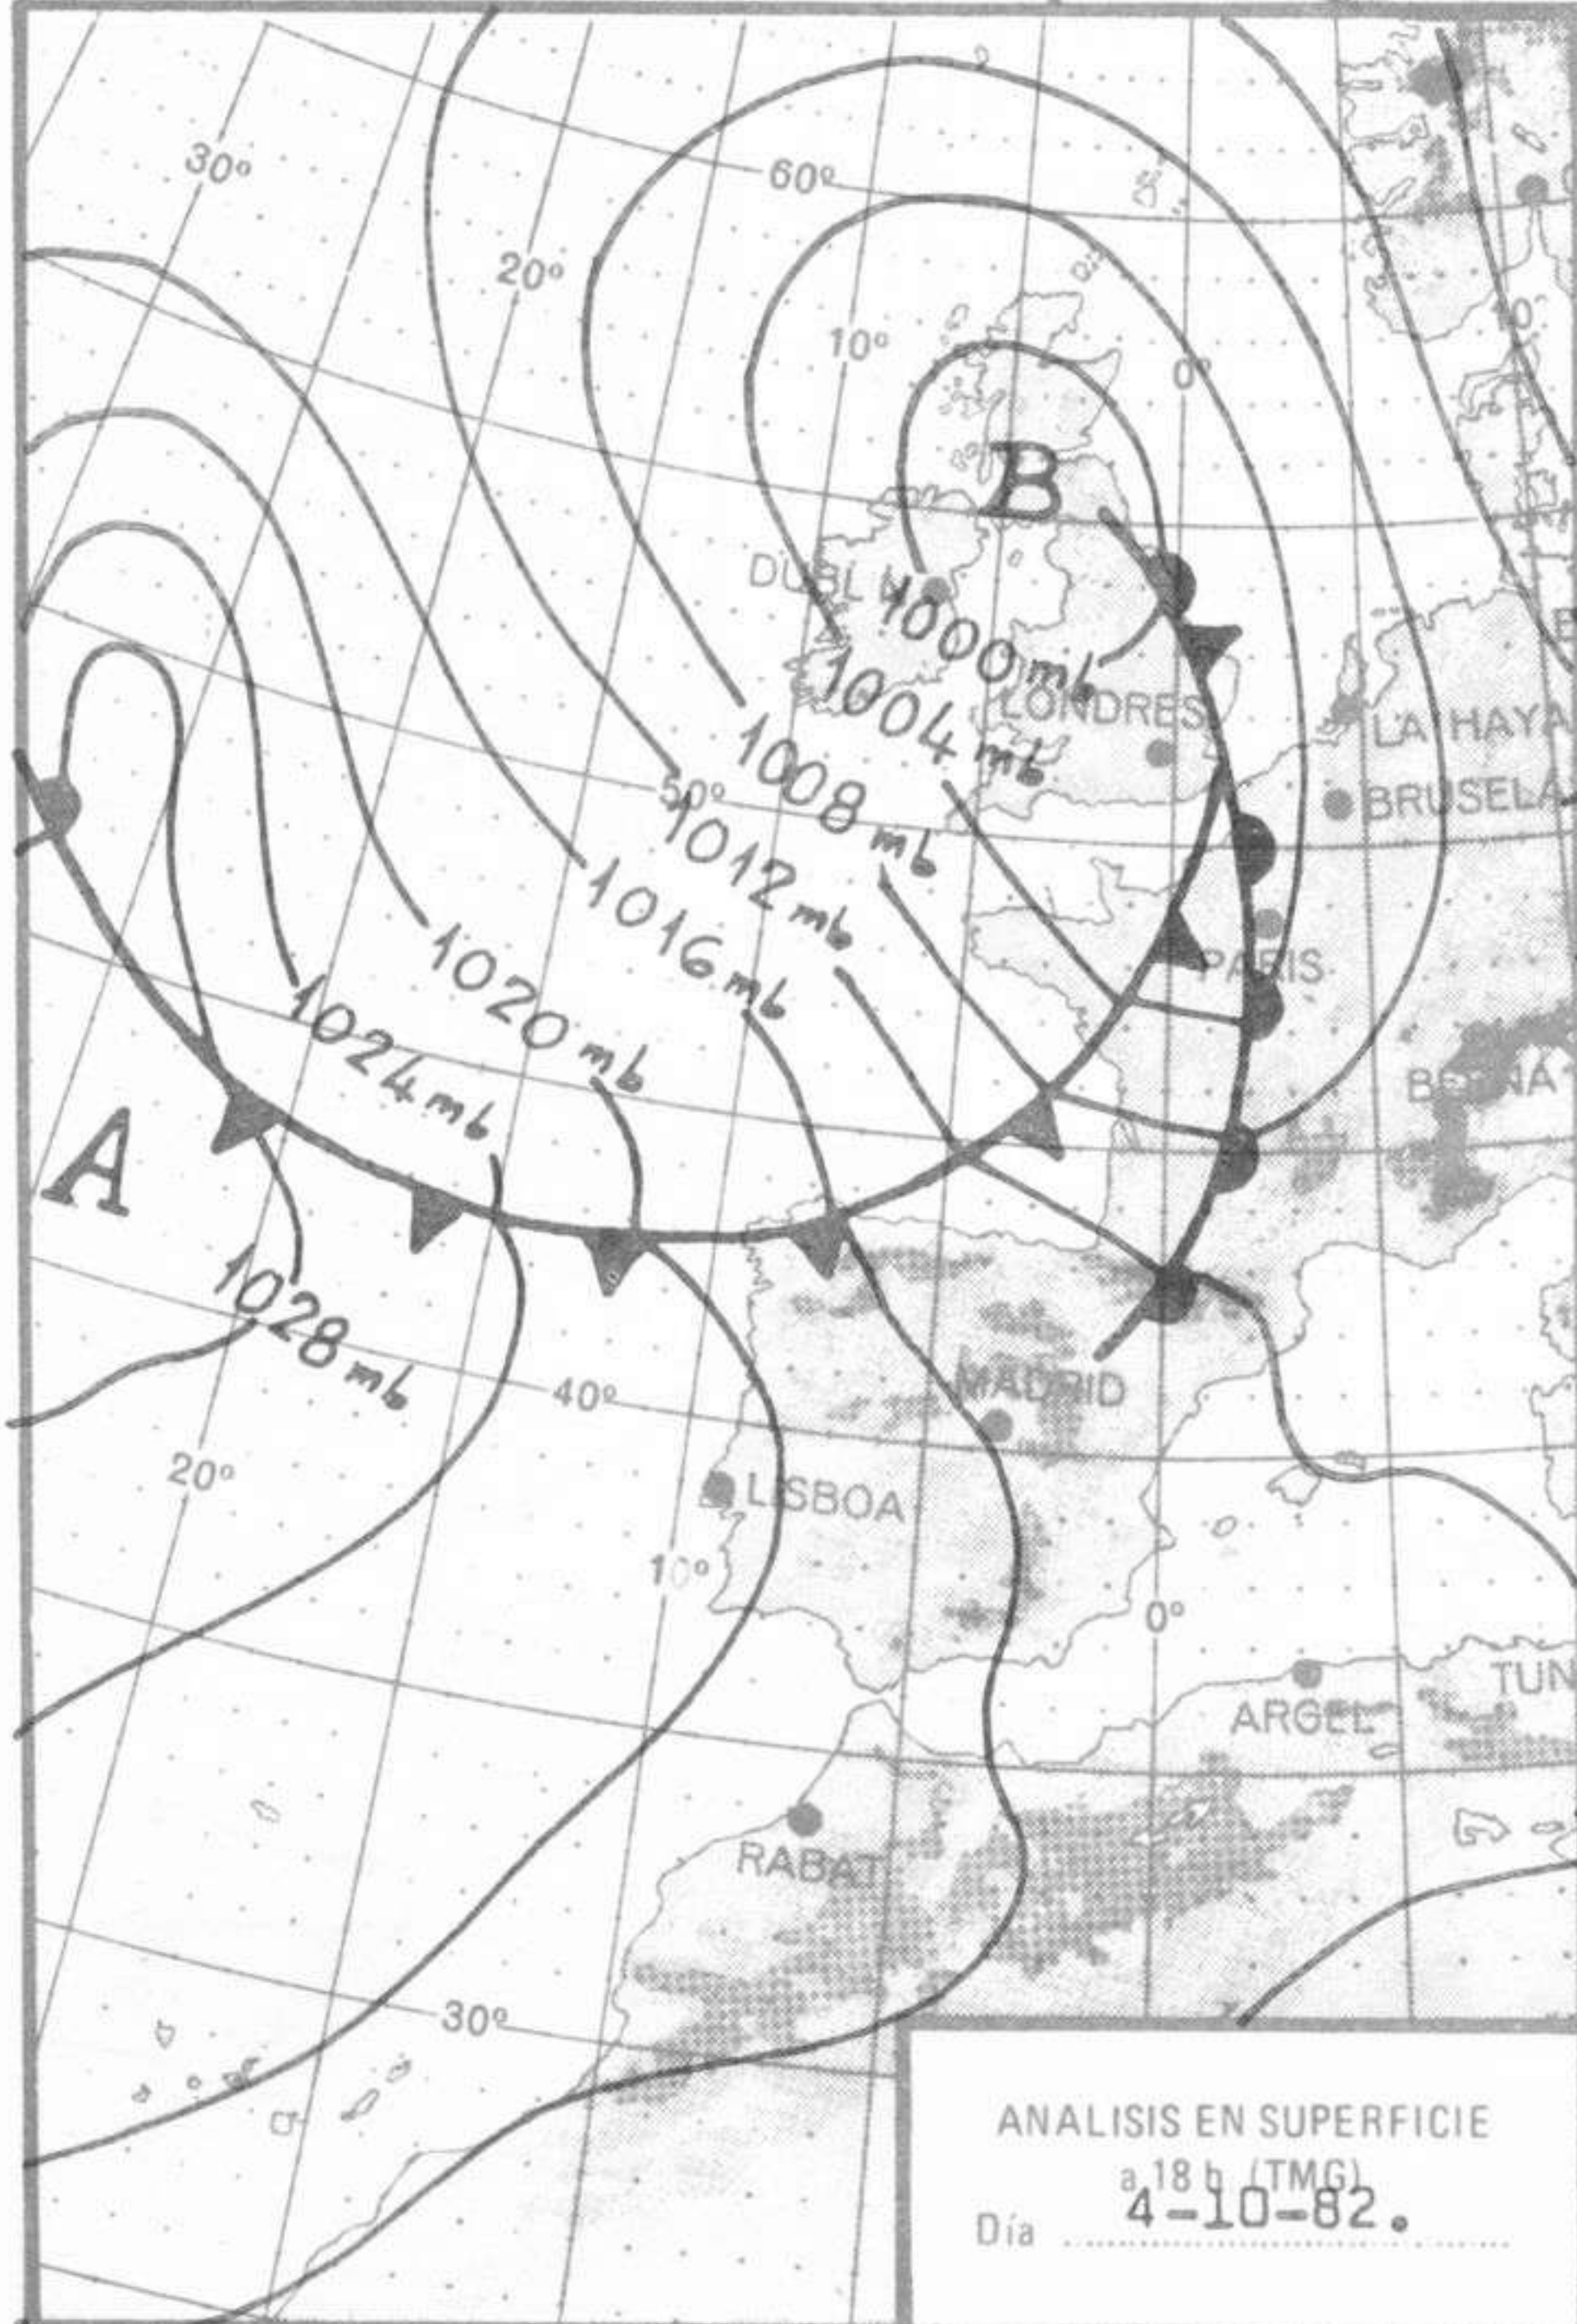 30º
60º
20º
10º
0º
10º
B
DUBLIN
1000 mb
1004 mb
LONDRES
LA HAYA
1008 mb
50º
BRUSELA
1012 mb
1016 mb
PARIS
1020 mb
1024 mb
BERNA
A
1028 mb
40º
MADRID
20º
LISBOA
10º
0º
TUN
ARGEL
RABAT
30º
ANALISIS EN SUPERFICIE
a 18 h (TMG)
Día 4-10-82.